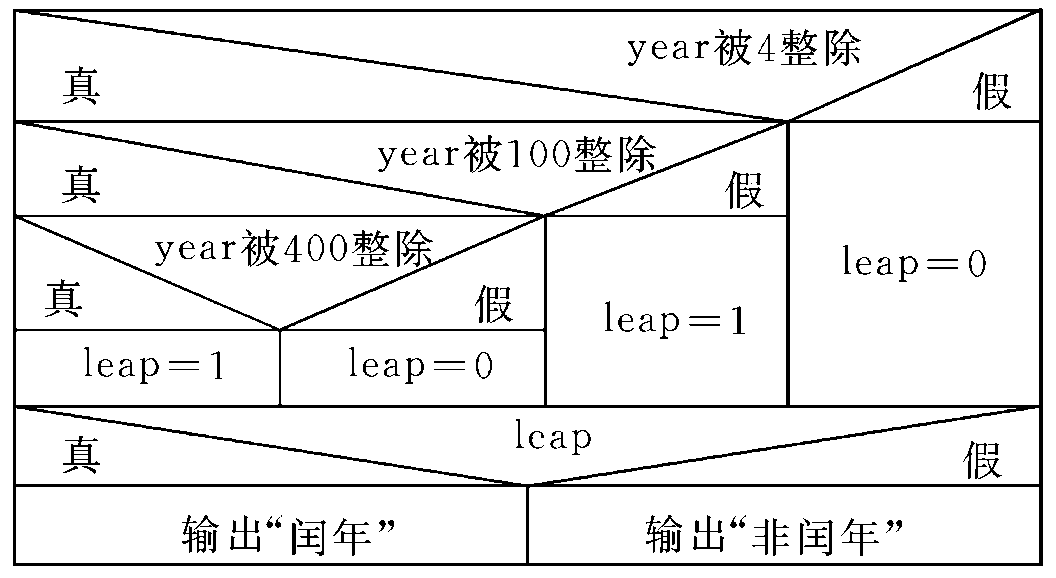 year被4整除
真
假
year被100整除
真
假
year被400整除
真
假
leap=0
leap=1
leap=1
leap=0
leap
真
假
输出“闰年”
输出“非闰年”